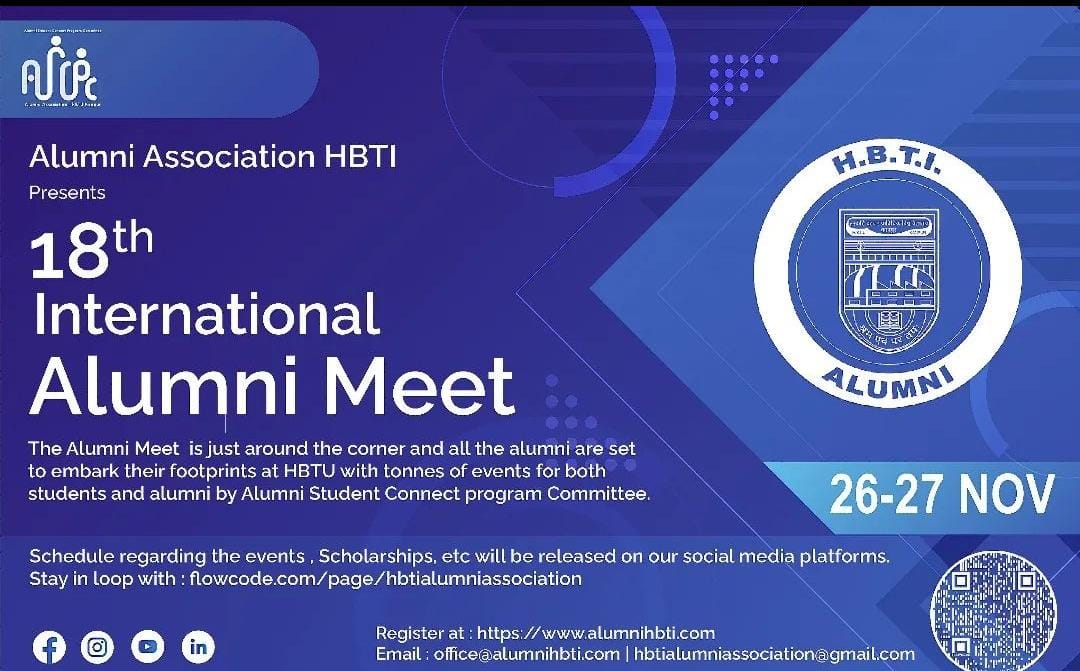 Alumni Association HBTI
Presents
18th
International
Alumni Meet
The Alumni Meet is just around the corner and all the alumni are set
to embark their footprints at HBTU with tonnes of events for both
students and alumni by Alumni Student Connect program Committee.
H.B.T.I.
श्रम एवं पर तपः
ALUMNI
26-27 NOV
Schedule regarding the events , Scholarships, etc will be released on our social media platforms.
Stay in loop with : flowcode.com/page/hbtialumniassociation
Register at : https://www.alumnihbti.com
Email : office@alumnihbti.com | hbtialumniassociation@gmail.com